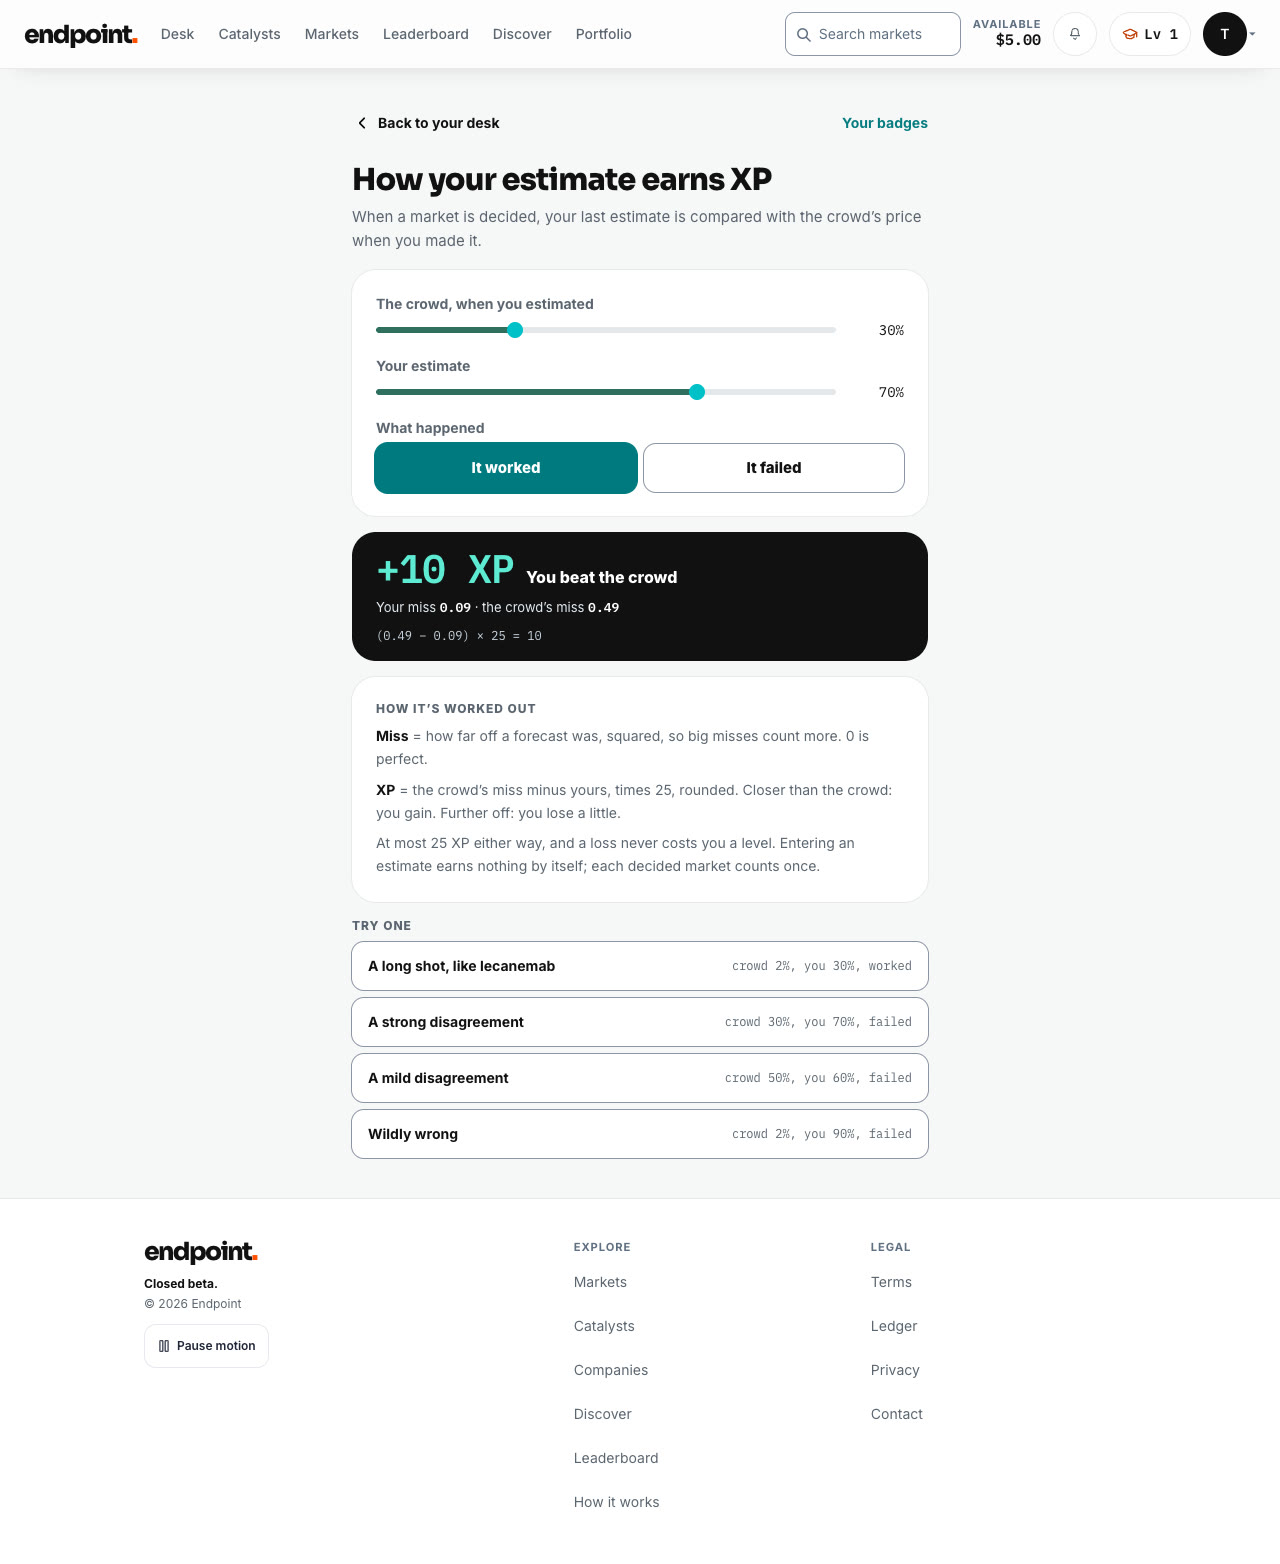 endpoint.
Desk
Catalysts
Markets
Leaderboard
Discover
Portfolio
Search markets
AVAILABLE
$5.00
Lv 1
T
Back to your desk
Your badges
How your estimate earns XP
When a market is decided, your last estimate is compared with the crowd’s price
when you made it.
The crowd, when you estimated
30%
Your estimate
70%
What happened
It worked
It failed
+10 XP You beat the crowd
Your miss 0.09 · the crowd’s miss 0.49
(0.49 − 0.09) × 25 = 10
HOW IT’S WORKED OUT
Miss = how far off a forecast was, squared, so big misses count more. 0 is
perfect.
XP = the crowd’s miss minus yours, times 25, rounded. Closer than the crowd:
you gain. Further off: you lose a little.
At most 25 XP either way, and a loss never costs you a level. Entering an
estimate earns nothing by itself; each decided market counts once.
TRY ONE
A long shot, like lecanemab
crowd 2%, you 30%, worked
A strong disagreement
crowd 30%, you 70%, failed
A mild disagreement
crowd 50%, you 60%, failed
Wildly wrong
crowd 2%, you 90%, failed
endpoint.
Closed beta.
© 2026 Endpoint
Pause motion
EXPLORE
Markets
Catalysts
Companies
Discover
Leaderboard
How it works
LEGAL
Terms
Ledger
Privacy
Contact